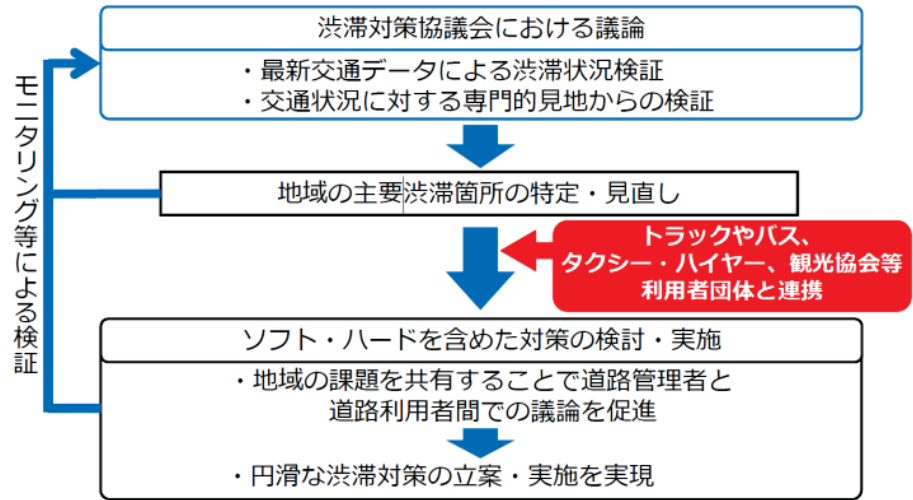 渋滞対策協議会における議論
・最新交通データによる渋滞状況検証
・交通状況に対する専門的見地からの検証
モニタリング等による検証
地域の主要渋滞箇所の特定・見直し
トラックやバス、
タクシー・ハイヤー、観光協会等
利用者団体と連携
ソフト・ハードを含めた対策の検討・実施
・地域の課題を共有することで道路管理者と
道路利用者間での議論を促進
・円滑な渋滞対策の立案・実施を実現